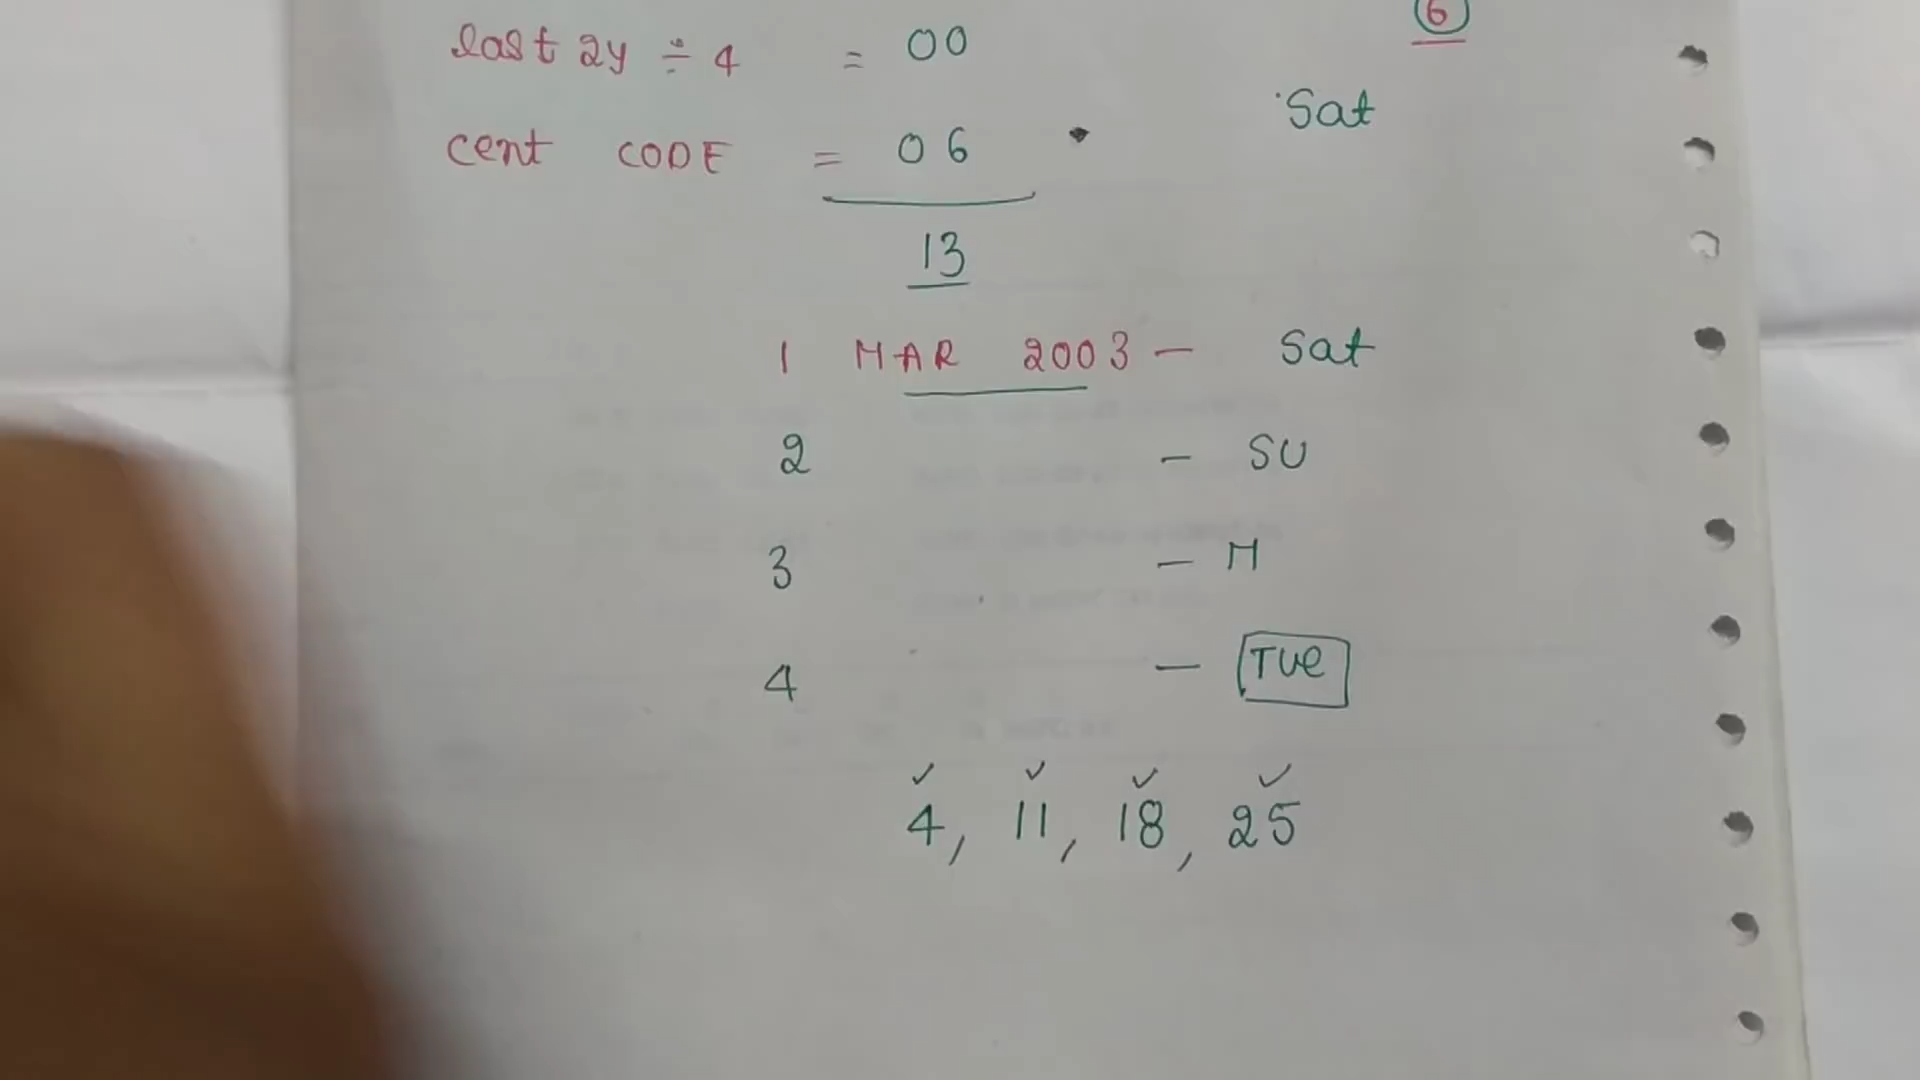 6
last 2y ÷ 4 = 00
Sat
cent CODE = 06
13
1 MAR 2003 — Sat
2 — SU
3 — M
4 — Tue
4, 11, 18, 25